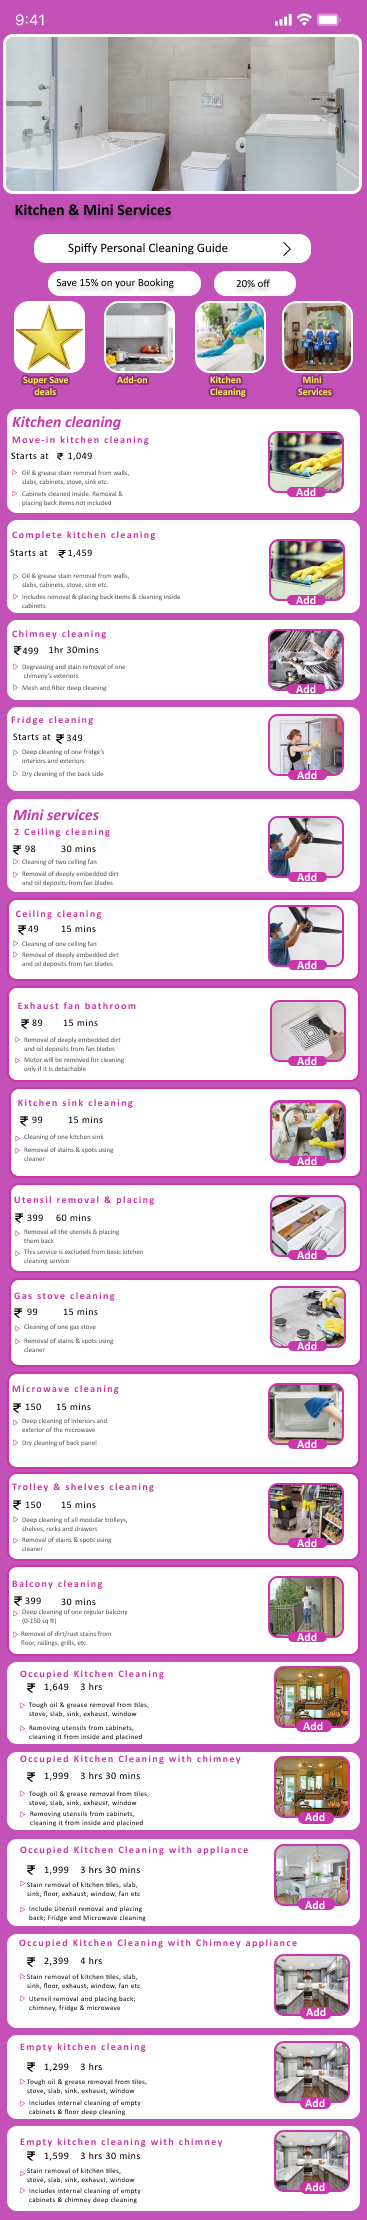 9:41
Kitchen & Mini Services
Spiffy Personal Cleaning Guide
Save 15% on your Booking
20% off
Super Save
deals
Add-on
Kitchen
Cleaning
Mini
Services
Kitchen cleaning
Move-in kitchen cleaning
Starts at ₹ 1,049
Oil & grease stain removal from walls,
slabs, cabinets, stove, sink etc.
Cabinets cleaned inside. Removal &
placing back items not included
Add
Complete kitchen cleaning
Starts at ₹1,459
Oil & grease stain removal from walls,
slabs, cabinets, stove, sink etc.
Includes removal & placing back items & cleaning inside
cabinets
Add
Chimney cleaning
₹499 1hr 30mins
Degreasing and stain removal of one
chimeny's exteriors
Mesh and filter deep cleaning
Add
Fridge cleaning
Starts at ₹349
Deep cleaning of one fridge's
interiors and exteriors
Dry cleaning of the back side
Add
Mini services
2 Ceiling cleaning
₹ 98 30 mins
Cleaning of two celling fan
Removal of deeply embedded dirt
and oil deposits from fan blades
Add
Ceiling cleaning
₹49 15 mins
Cleaning of one celling fan
Removal of deeply embedded dirt
and oil deposits from fan blades
Add
Exhaust fan bathroom
₹ 89 15 mins
Removal of deeply embedded dirt
and oil deposits from fan blades
Motor will be removed for cleaning
only if it is detachable
Add
Kitchen sink cleaning
₹ 99 15 mins
Cleaning of one kitchen sink
Removal of stains & spots using
cleaner
Add
Utensil removal & placing
₹ 399 60 mins
Removal all the utensils & placing
them back
This service is excluded from basic kitchen
cleaning service
Add
Gas stove cleaning
₹ 99 15 mins
Cleaning of one gas stove
Removal of stains & spots using
cleaner
Add
Microwave cleaning
₹ 150 15 mins
Deep cleaning of interiors and
exterior of the microwave
Dry cleaning of back panel
Add
Trolley & shelves cleaning
₹ 150 15 mins
Deep cleaning of all modular trolleys,
shelves, racks and drawers
Removal of stains & spots using
cleaner
Add
Balcony cleaning
₹ 399 30 mins
Deep cleaning of one regular balcony
(0-150 sq ft)
Removal of dirt/rust stains from
floor, railings, grills, etc.
Add
Occupied Kitchen Cleaning
₹ 1,649 3 hrs
Tough oil & grease removal from tiles,
stove, slab, sink, exhaust, window
Removing utensils from cabinets,
cleaning it from inside and placined
Add
Occupied Kitchen Cleaning with chimney
₹ 1,999 3 hrs 30 mins
Tough oil & grease removal from tiles,
stove, slab, sink, exhaust, window
Removing utensils from cabinets,
cleaning it from inside and placined
Add
Occupied Kitchen Cleaning with appliance
₹ 1,999 3 hrs 30 mins
Stain removal of kitchen tiles, slab,
sink, floor, exhaust, window, fan etc
Include Utensil removal and placing
back; Fridge and Microwave cleaning
Add
Occupied Kitchen Cleaning with Chimney appliance
₹ 2,399 4 hrs
Stain removal of kitchen tiles, slab,
sink, floor, exhaust, window, fan etc
Utensil removal and placing back;
chimney, fridge & microwave
Add
Empty kitchen cleaning
₹ 1,299 3 hrs
Tough oil & grease removal from tiles,
stove, slab, sink, exhaust, window
Includes internal cleaning of empty
cabinets & floor deep cleaning
Add
Empty kitchen cleaning with chimney
₹ 1,599 3 hrs 30 mins
Stain removal of kitchen tiles,
stove, slab, sink, exhaust, window
Includes internal cleaning of empty
cabinets & chimney deep cleaning
Add